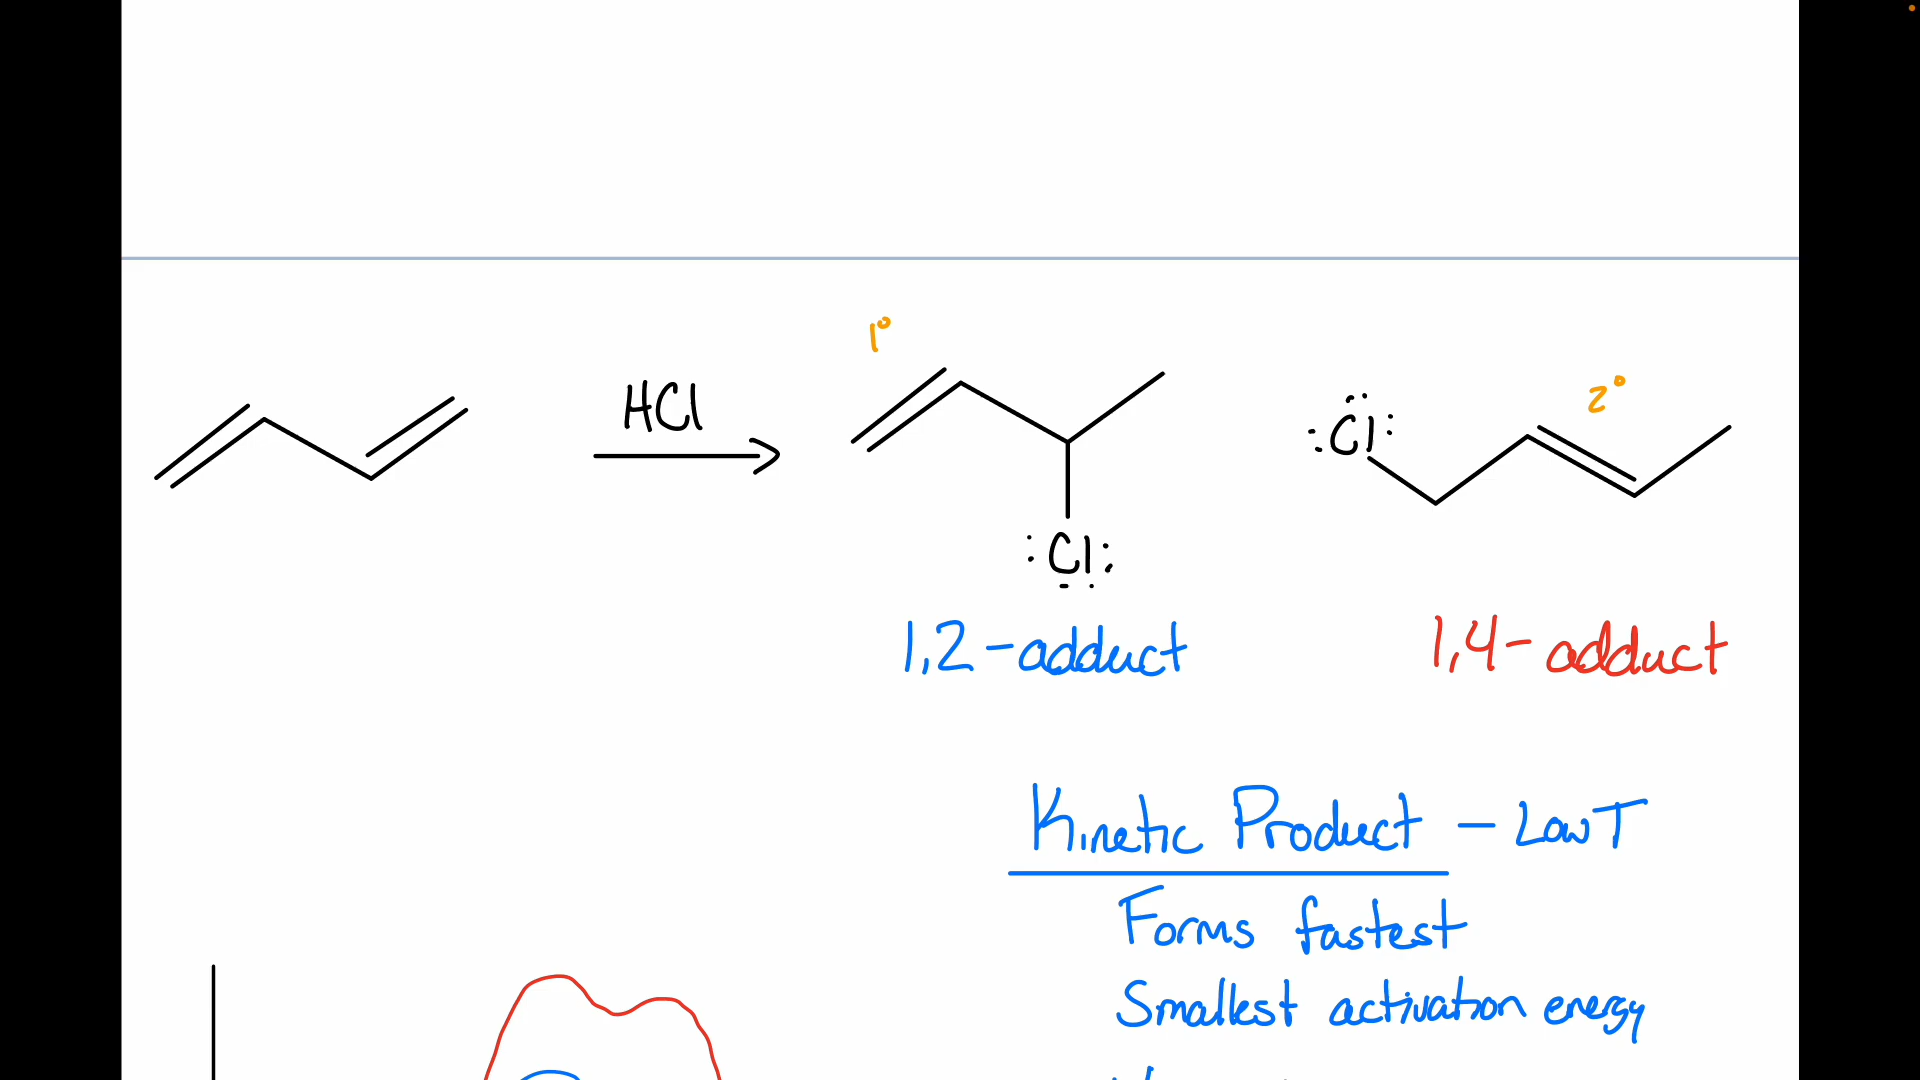 1°
2°
HCl
:Cl:
:Cl:
1,2-adduct
1,4-adduct
Kinetic Product - Low T
Forms fastest
Smallest activation energy